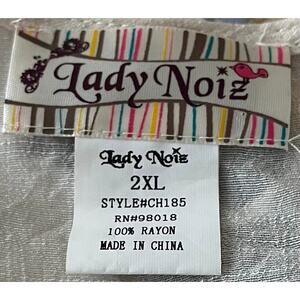 Lady Noiz
Lady Noiz
2XL
STYLE#CH185
RN#98018
100% RAYON
MADE IN CHINA